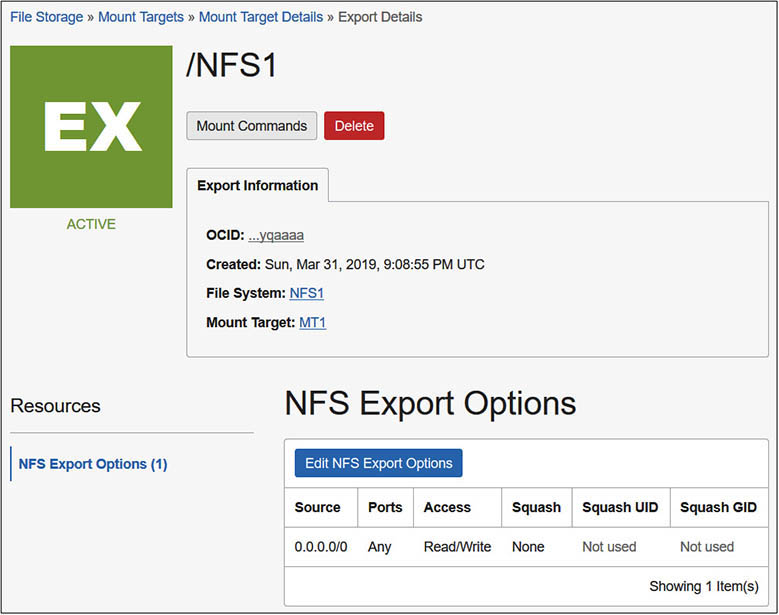 File Storage » Mount Targets » Mount Target Details » Export Details
EX
ACTIVE
/NFS1
Mount Commands Delete
Export Information
OCID: ...yqaaaa
Created: Sun, Mar 31, 2019, 9:08:55 PM UTC
File System: NFS1
Mount Target: MT1
Resources
NFS Export Options (1)
NFS Export Options
Edit NFS Export Options
Source Ports Access Squash Squash UID Squash GID
0.0.0.0/0 Any Read/Write None Not used Not used
Showing 1 Item(s)